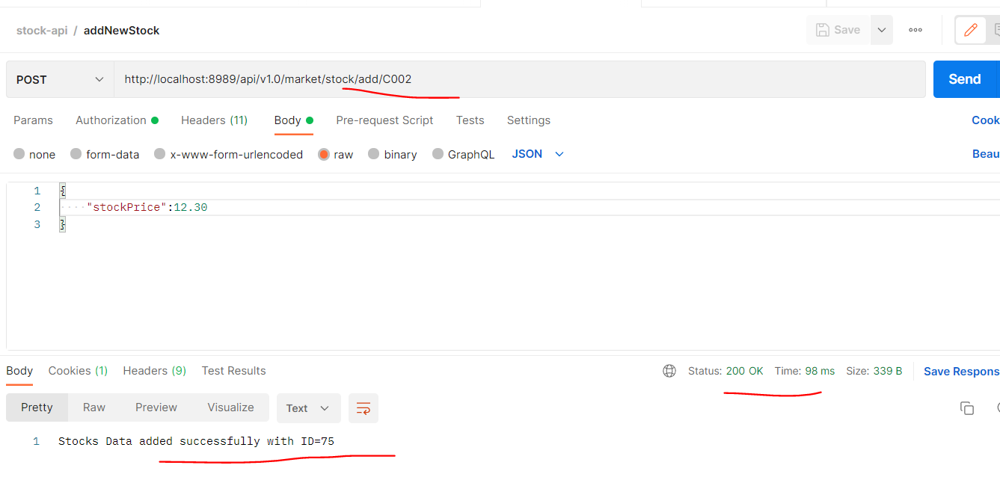 stock-api / addNewStock
Save
POST
http://localhost:8989/api/v1.0/market/stock/add/C002
Send
Params Authorization Headers (11) Body Pre-request Script Tests Settings Cook
none form-data x-www-form-urlencoded raw binary GraphQL JSON Beau
1 {
2 "stockPrice":12.30
3 }
Body Cookies (1) Headers (9) Test Results Status: 200 OK Time: 98 ms Size: 339 B Save Respons
Pretty Raw Preview Visualize Text
1 Stocks Data added successfully with ID=75